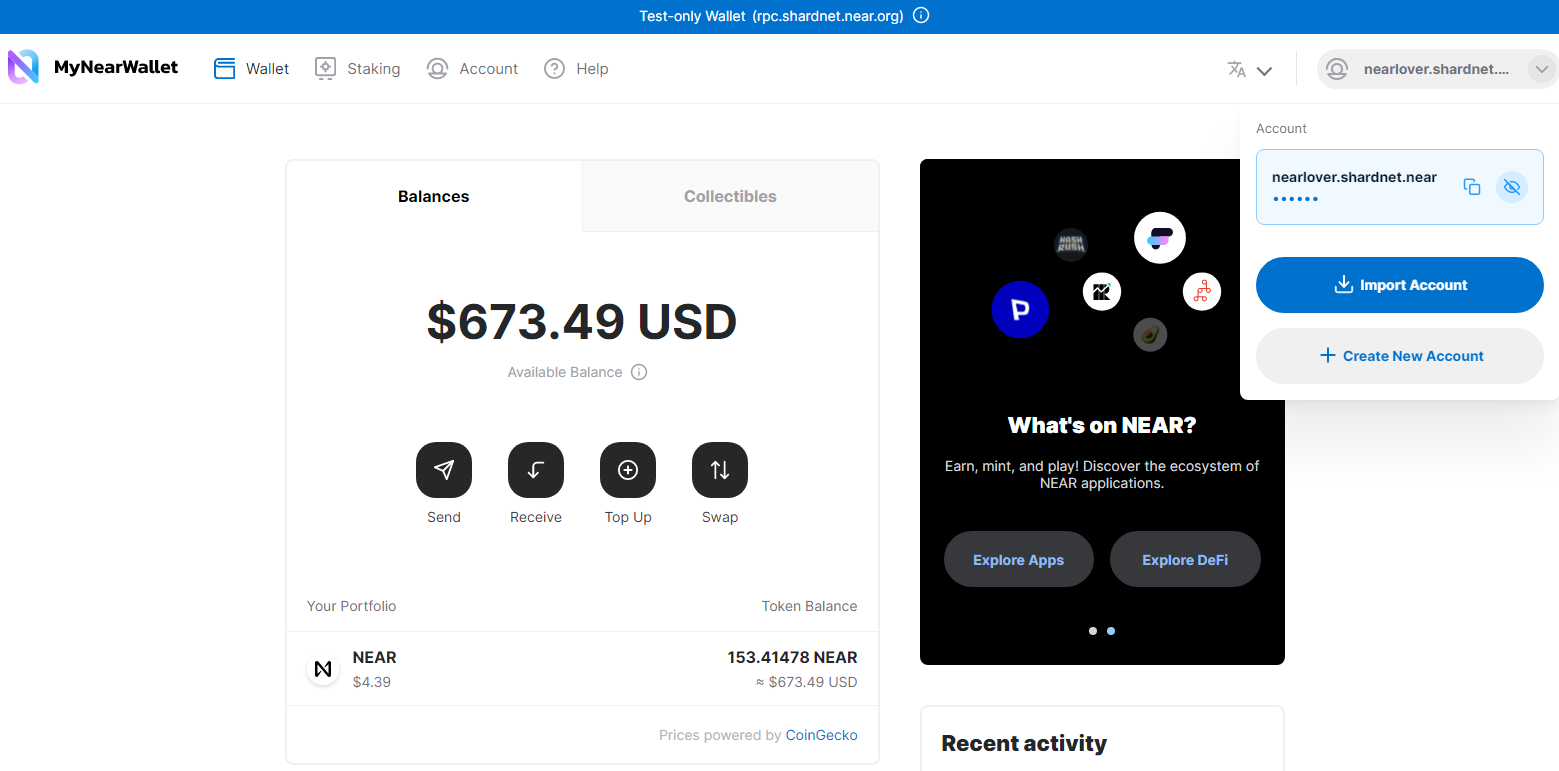 Test-only Wallet (rpc.shardnet.near.org)
MyNearWallet
Wallet
Staking
Account
Help
nearlover.shardnet....
Account
nearlover.shardnet.near
••••••
Import Account
Create New Account
Balances
Collectibles
$673.49 USD
Available Balance
Send
Receive
Top Up
Swap
Your Portfolio
Token Balance
NEAR
153.41478 NEAR
$4.39
≈ $673.49 USD
Prices powered by CoinGecko
HASH
RUSH
What's on NEAR?
Earn, mint, and play! Discover the ecosystem of
NEAR applications.
Explore Apps
Explore DeFi
Recent activity